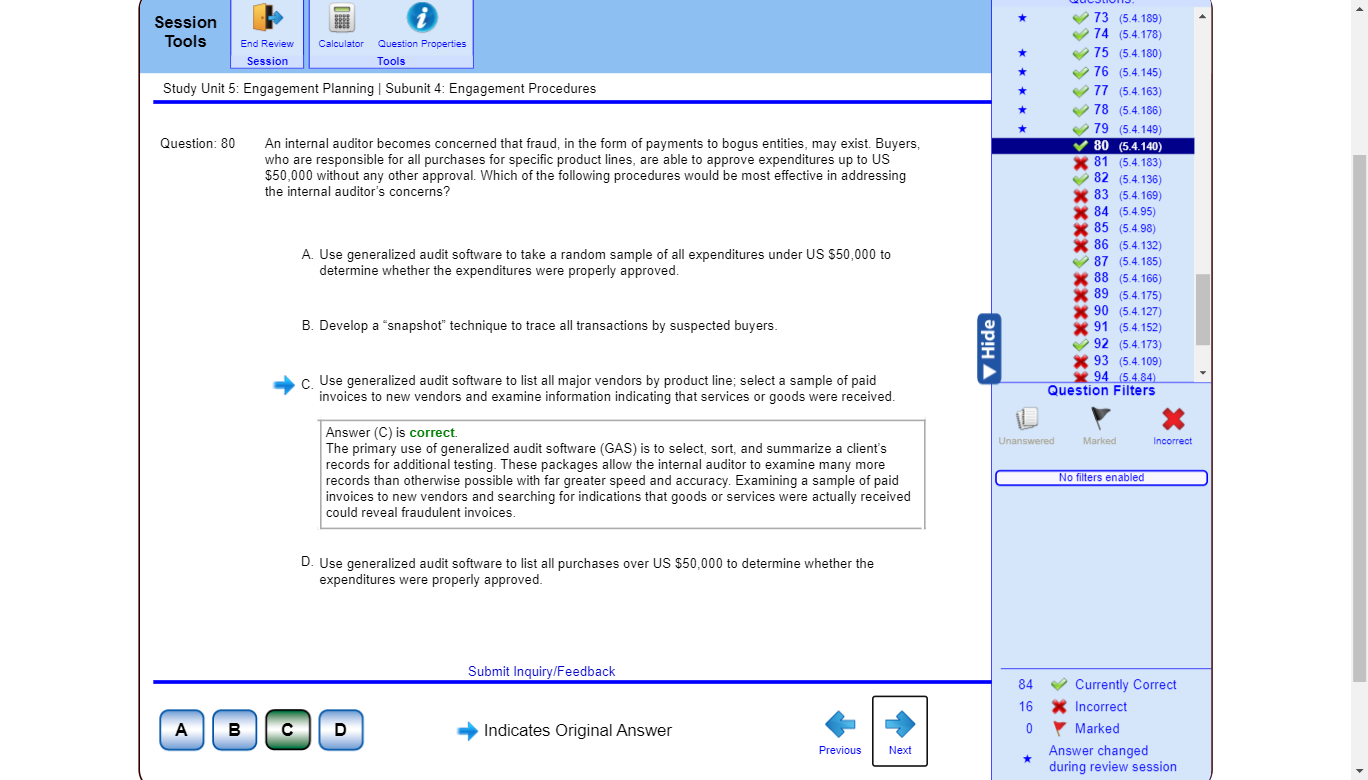 Session
Tools
End Review
Session
Calculator
Question Properties
Tools
Study Unit 5: Engagement Planning | Subunit 4: Engagement Procedures
Question: 80
An internal auditor becomes concerned that fraud, in the form of payments to bogus entities, may exist. Buyers,
who are responsible for all purchases for specific product lines, are able to approve expenditures up to US
$50,000 without any other approval. Which of the following procedures would be most effective in addressing
the internal auditor's concerns?
A. Use generalized audit software to take a random sample of all expenditures under US $50,000 to
determine whether the expenditures were properly approved.
B. Develop a “snapshot” technique to trace all transactions by suspected buyers.
C. Use generalized audit software to list all major vendors by product line; select a sample of paid
invoices to new vendors and examine information indicating that services or goods were received.
Answer (C) is correct.
The primary use of generalized audit software (GAS) is to select, sort, and summarize a client's
records for additional testing. These packages allow the internal auditor to examine many more
records than otherwise possible with far greater speed and accuracy. Examining a sample of paid
invoices to new vendors and searching for indications that goods or services were actually received
could reveal fraudulent invoices.
D. Use generalized audit software to list all purchases over US $50,000 to determine whether the
expenditures were properly approved.
Submit Inquiry/Feedback
A
B
C
D
Indicates Original Answer
Previous
Next
Questions:
73 (5.4.189)
74 (5.4.178)
75 (5.4.180)
76 (5.4.145)
77 (5.4.163)
78 (5.4.186)
79 (5.4.149)
80 (5.4.140)
81 (5.4.183)
82 (5.4.136)
83 (5.4.169)
84 (5.4.95)
85 (5.4.98)
86 (5.4.132)
87 (5.4.185)
88 (5.4.166)
89 (5.4.175)
90 (5.4.127)
91 (5.4.152)
92 (5.4.173)
93 (5.4.109)
94 (5.4.84)
Hide
Question Filters
Unanswered
Marked
Incorrect
No filters enabled
84 Currently Correct
16 Incorrect
0 Marked
Answer changed
during review session